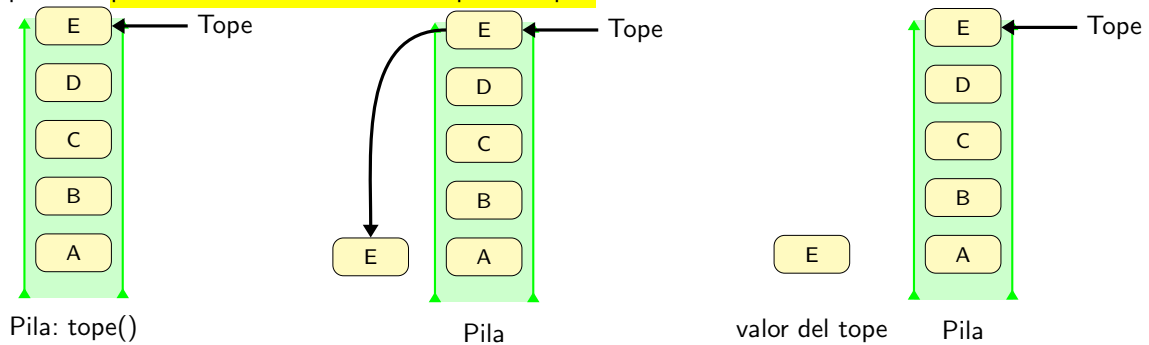 E Tope E Tope E Tope
D D D
C C C
B B B
A E A E A
Pila: tope() Pila valor del tope Pila